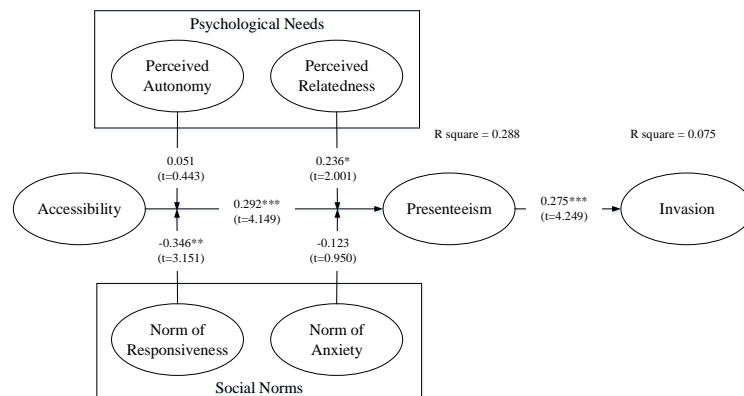 Psychological Needs
Perceived
Autonomy
Perceived
Relatedness
R square = 0.288
R square = 0.075
0.051
(t=0.443)
0.236*
(t=2.001)
Accessibility
0.292***
(t=4.149)
Presenteeism
0.275***
(t=4.249)
Invasion
-0.346**
(t=3.151)
-0.123
(t=0.950)
Norm of
Responsiveness
Norm of
Anxiety
Social Norms